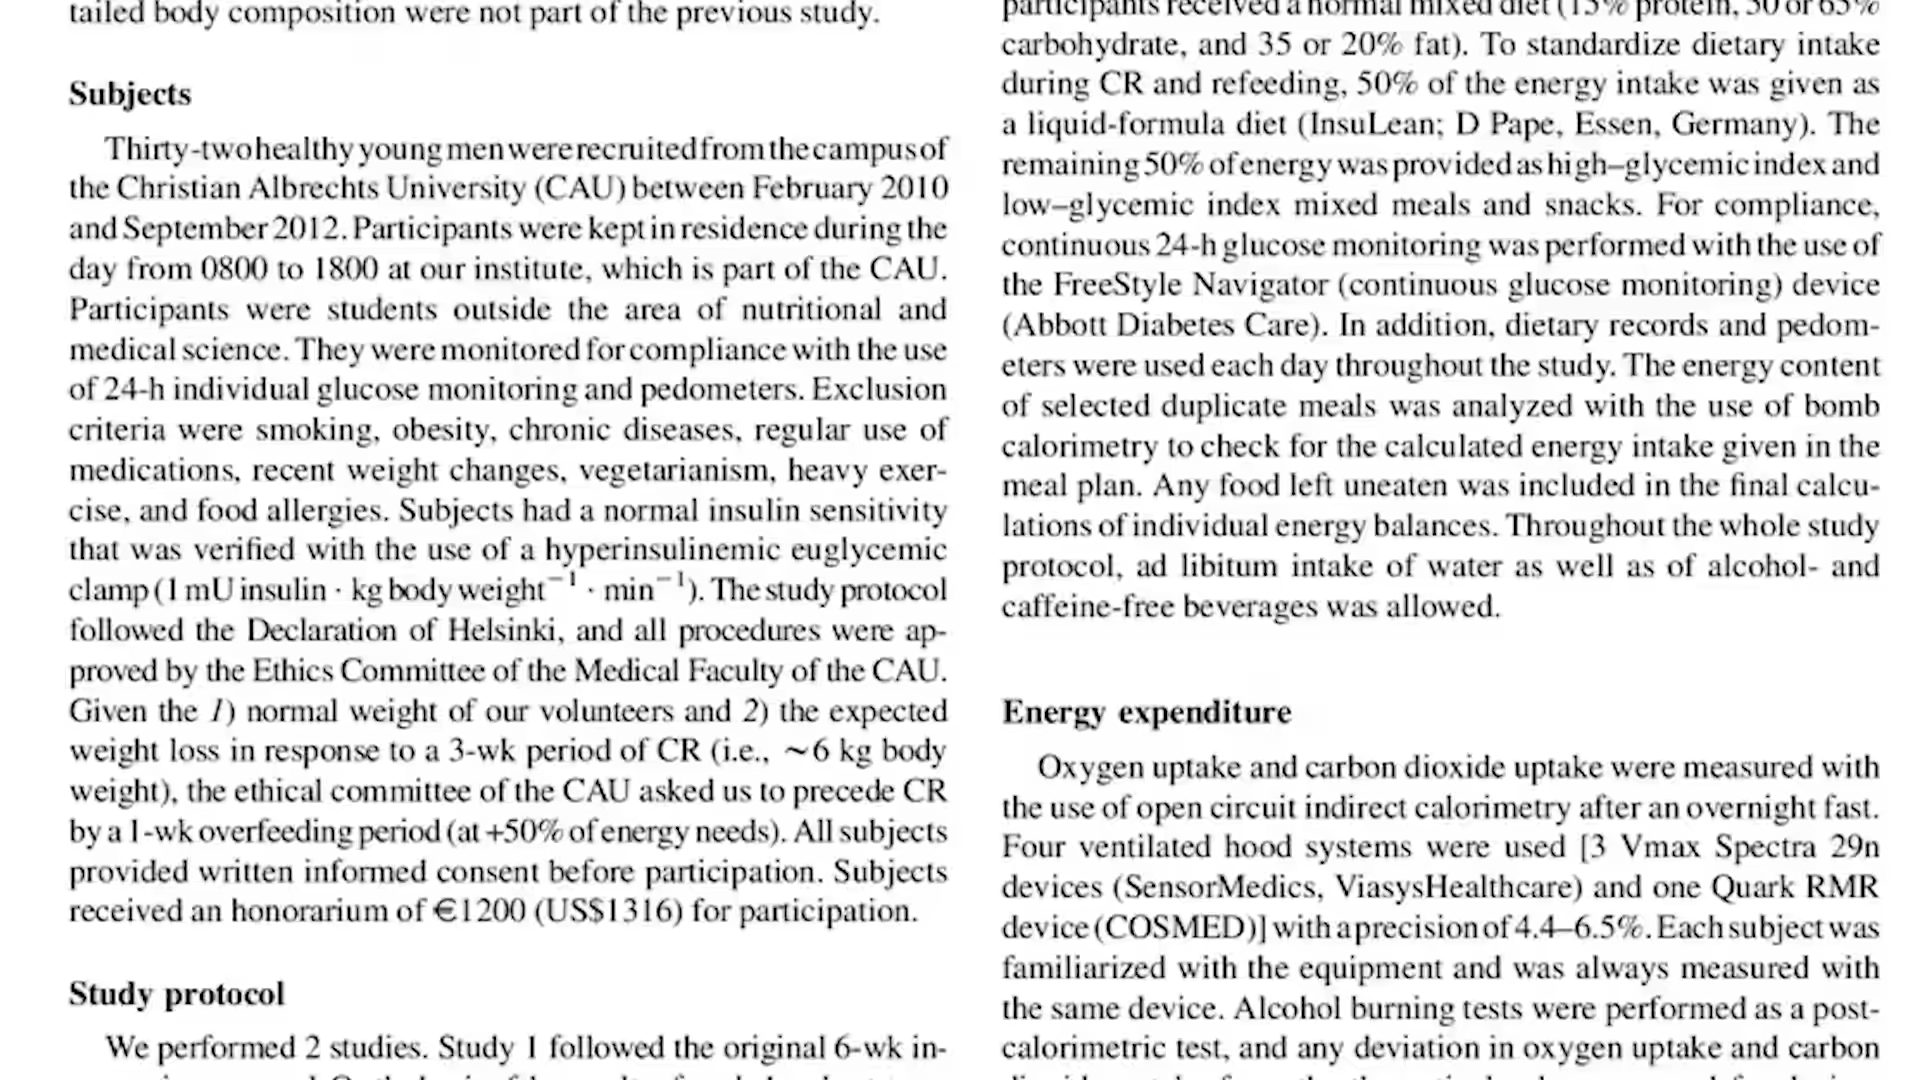 tailed body composition were not part of the previous study.
Subjects
Thirty-two healthy young men were recruited from the campus of
the Christian Albrechts University (CAU) between February 2010
and September 2012. Participants were kept in residence during the
day from 0800 to 1800 at our institute, which is part of the CAU.
Participants were students outside the area of nutritional and
medical science. They were monitored for compliance with the use
of 24-h individual glucose monitoring and pedometers. Exclusion
criteria were smoking, obesity, chronic diseases, regular use of
medications, recent weight changes, vegetarianism, heavy exer-
cise, and food allergies. Subjects had a normal insulin sensitivity
that was verified with the use of a hyperinsulinemic euglycemic
clamp (1 mU insulin · kg body weight⁻¹ · min⁻¹). The study protocol
followed the Declaration of Helsinki, and all procedures were ap-
proved by the Ethics Committee of the Medical Faculty of the CAU.
Given the 1) normal weight of our volunteers and 2) the expected
weight loss in response to a 3-wk period of CR (i.e., ~6 kg body
weight), the ethical committee of the CAU asked us to precede CR
by a 1-wk overfeeding period (at +50% of energy needs). All subjects
provided written informed consent before participation. Subjects
received an honorarium of €1200 (US$1316) for participation.
Study protocol
We performed 2 studies. Study 1 followed the original 6-wk in-
participants received a normal mixed diet (15% protein, 50 or 65%
carbohydrate, and 35 or 20% fat). To standardize dietary intake
during CR and refeeding, 50% of the energy intake was given as
a liquid-formula diet (InsuLean; D Pape, Essen, Germany). The
remaining 50% of energy was provided as high–glycemic index and
low–glycemic index mixed meals and snacks. For compliance,
continuous 24-h glucose monitoring was performed with the use of
the FreeStyle Navigator (continuous glucose monitoring) device
(Abbott Diabetes Care). In addition, dietary records and pedom-
eters were used each day throughout the study. The energy content
of selected duplicate meals was analyzed with the use of bomb
calorimetry to check for the calculated energy intake given in the
meal plan. Any food left uneaten was included in the final calcu-
lations of individual energy balances. Throughout the whole study
protocol, ad libitum intake of water as well as of alcohol- and
caffeine-free beverages was allowed.
Energy expenditure
Oxygen uptake and carbon dioxide uptake were measured with
the use of open circuit indirect calorimetry after an overnight fast.
Four ventilated hood systems were used [3 Vmax Spectra 29n
devices (SensorMedics, ViasysHealthcare) and one Quark RMR
device (COSMED)] with a precision of 4.4–6.5%. Each subject was
familiarized with the equipment and was always measured with
the same device. Alcohol burning tests were performed as a post-
calorimetric test, and any deviation in oxygen uptake and carbon